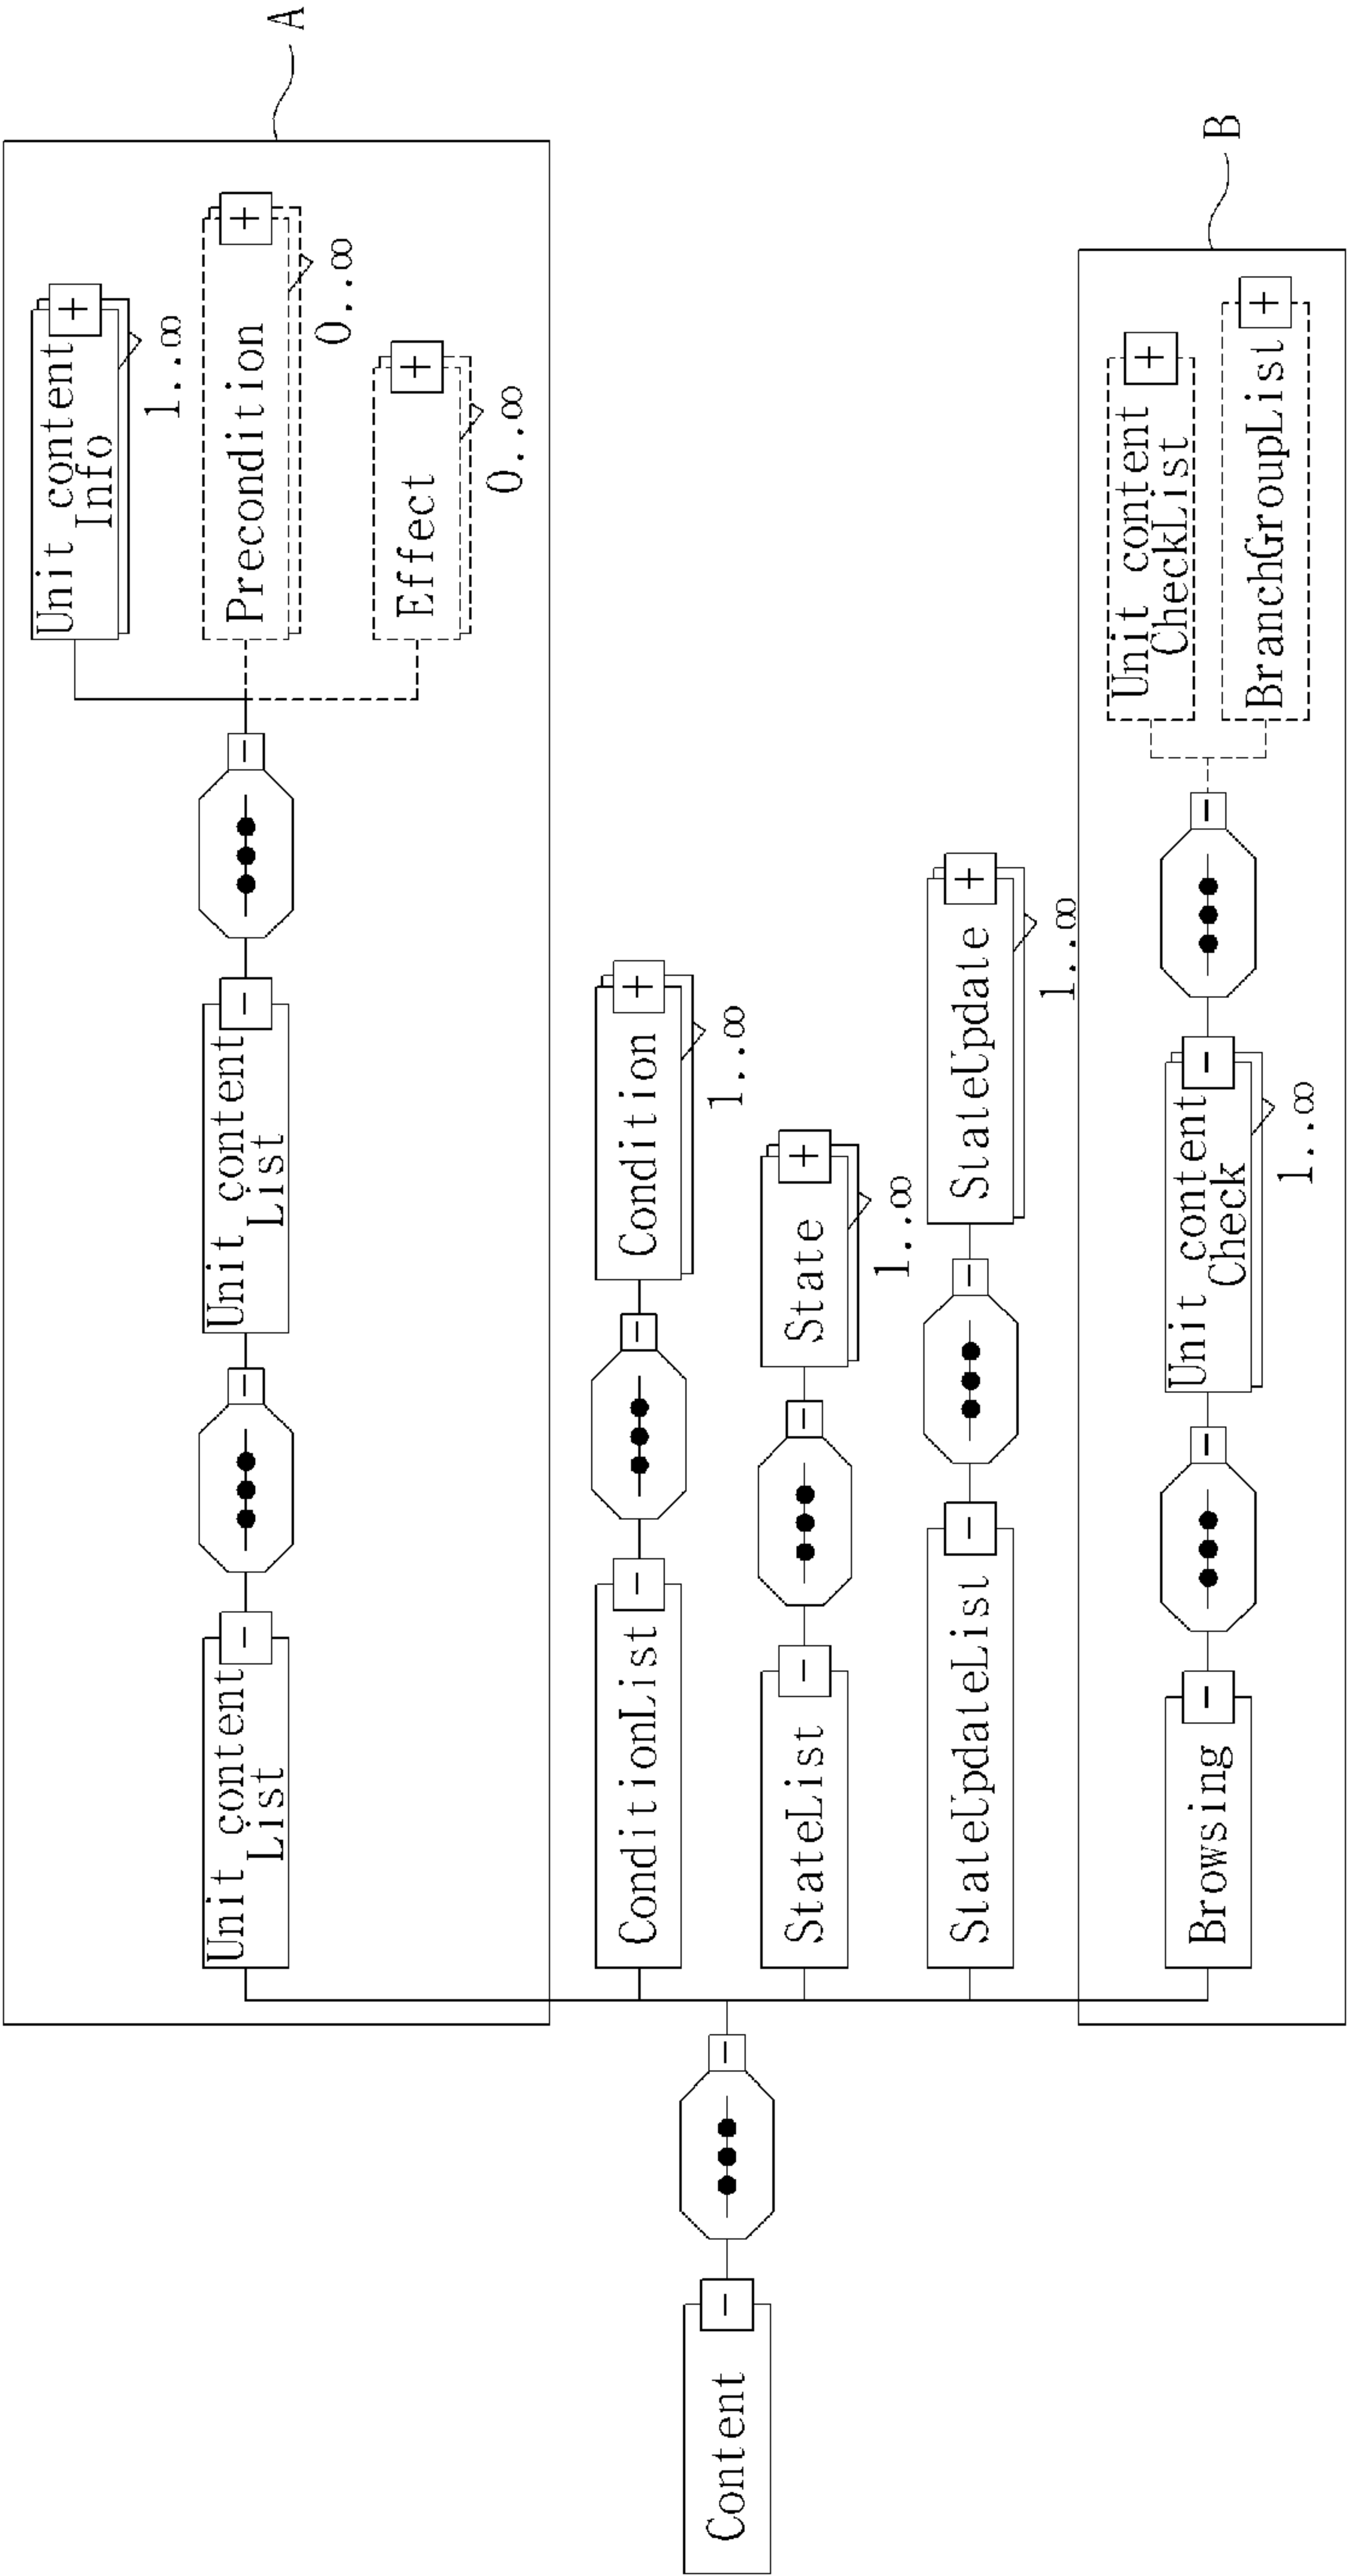 A
Unit content
Info
1..∞
Precondition
0..∞
Effect
0..∞
Unit content
List
Unit content
List
Condition
1..∞
ConditionList
State
1..∞
StateList
StateUpdate
1..∞
StateUpdateList
B
Unit content
CheckList
BranchGroupList
Unit content
Check
1..∞
Browsing
Content